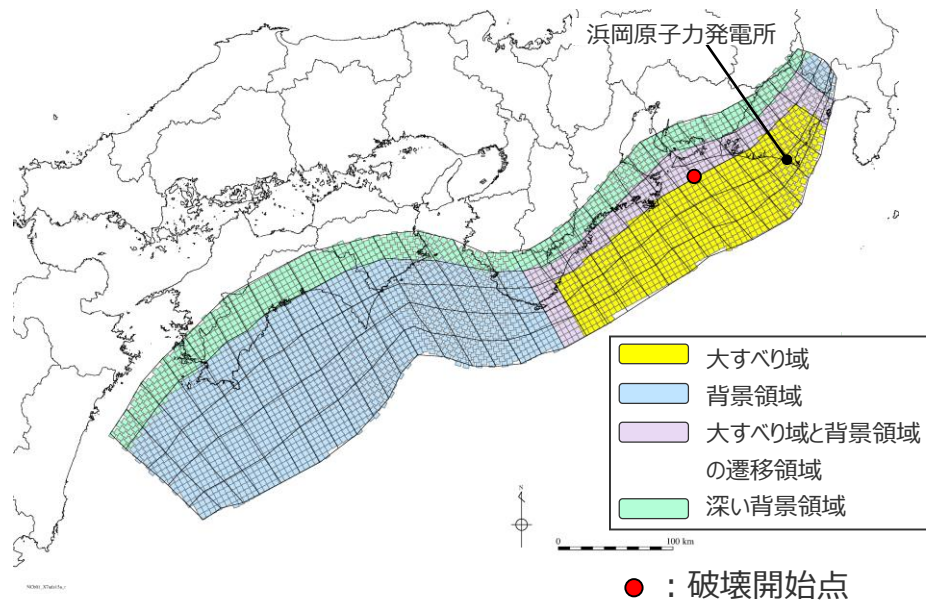 浜岡原子力発電所
大すべり域
背景領域
大すべり域と背景領域
の遷移領域
深い背景領域
N
0 100 km
：破壊開始点